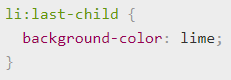 li:last-child {
  background-color: lime;
}